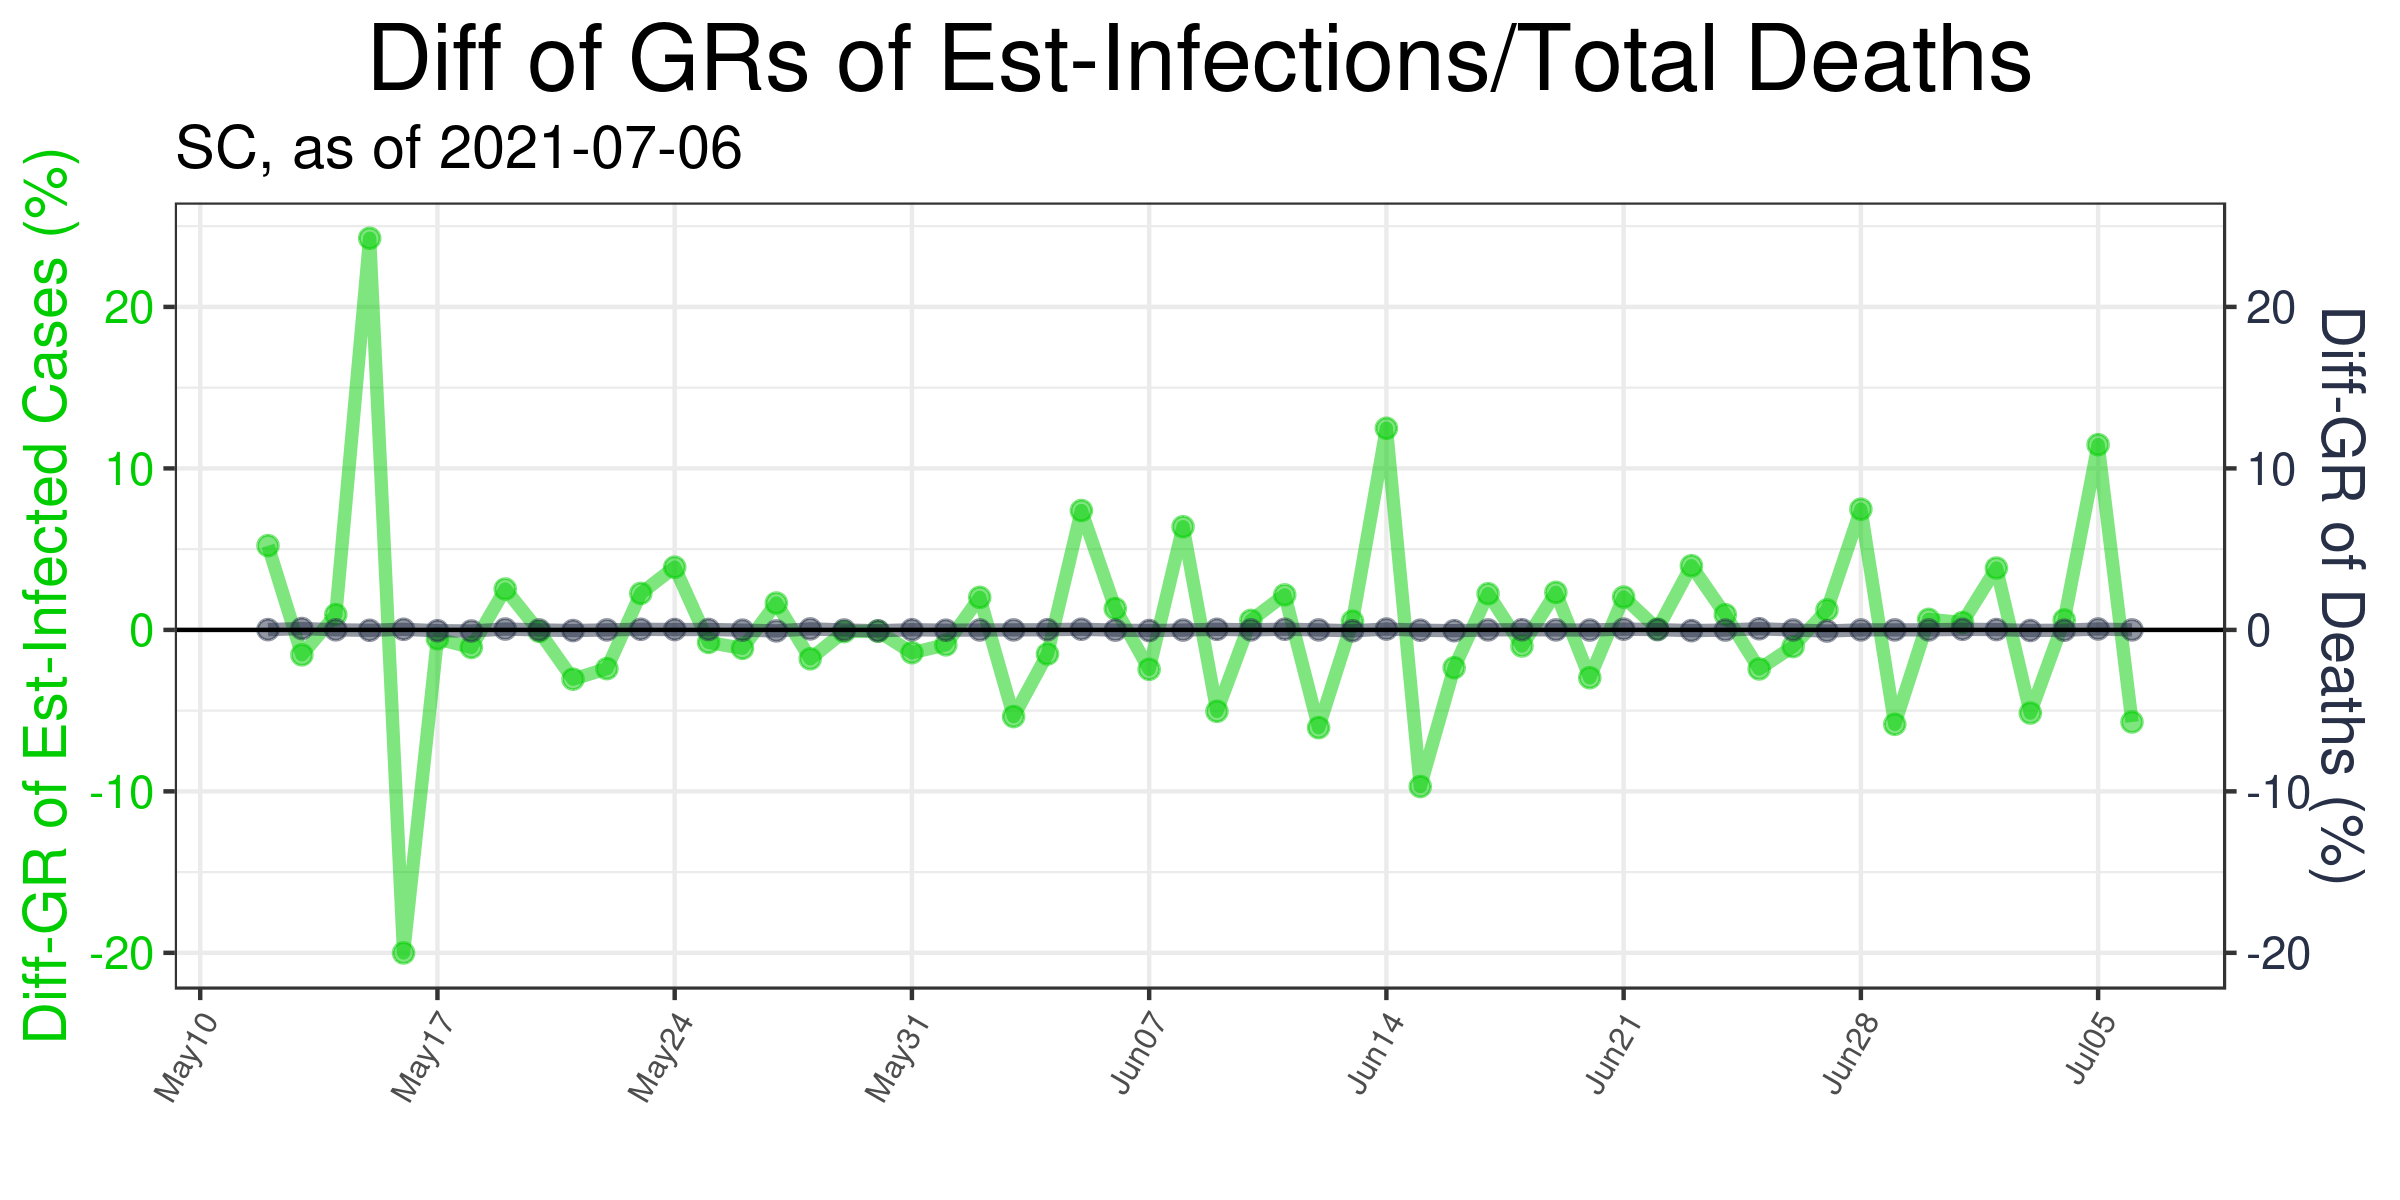 Diff of GRs of Est-Infections/Total Deaths
SC, as of 2021-07-06
Diff-GR of Est-Infected Cases (%)
20
10
0
-10
-20
20
10
0
-10
-20
Diff-GR of Deaths (%)
May10
May17
May24
May31
Jun07
Jun14
Jun21
Jun28
Jul05